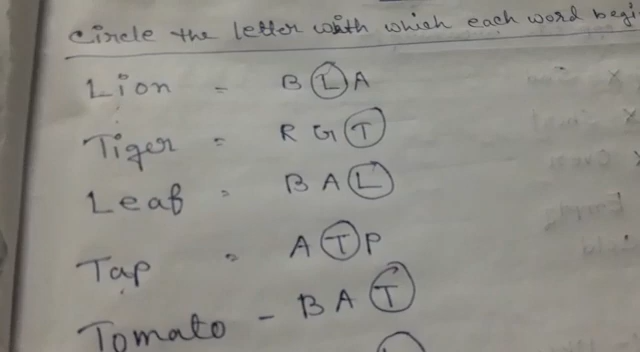 Circle the letter with which each word begi
Lion = B L A
Tiger = R G T
Leaf = B A L
Tap = A T P
Tomato - B A T